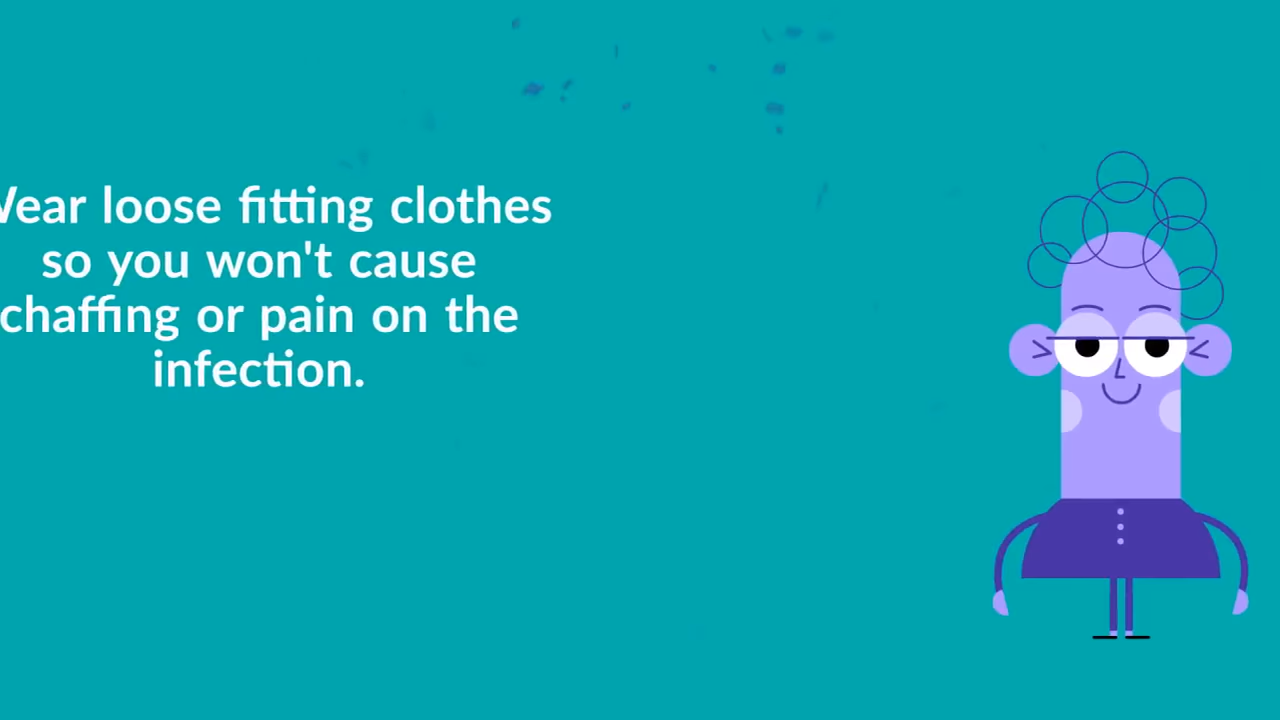 Wear loose fitting clothes
so you won't cause
chaffing or pain on the
infection.